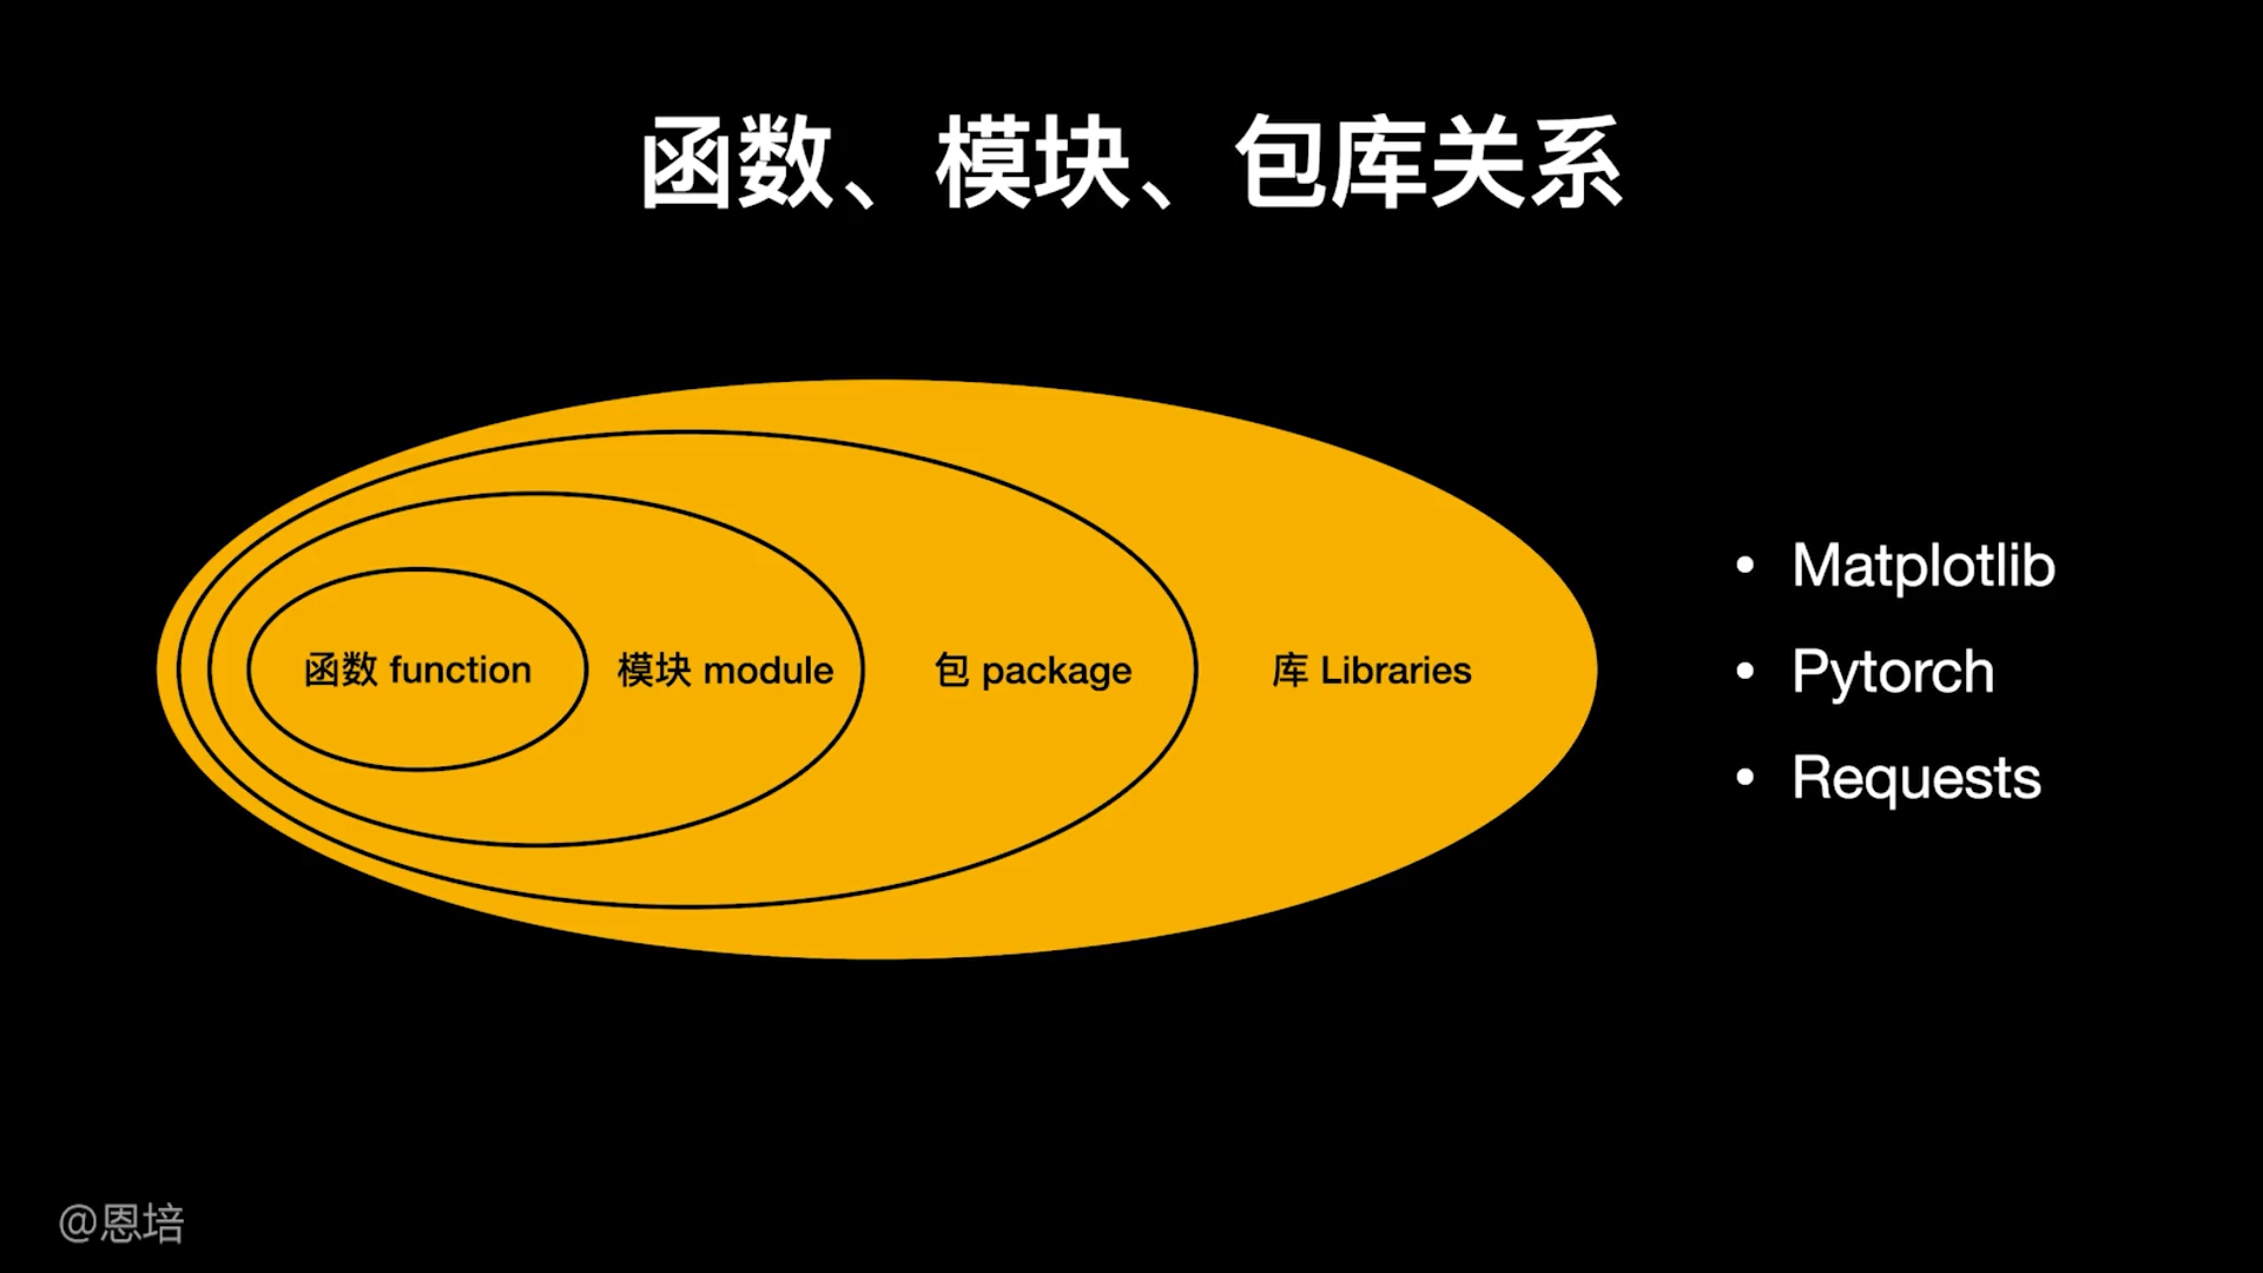 函数、模块、包库关系
函数 function
模块 module
包 package
库 Libraries
• Matplotlib
• Pytorch
• Requests
@恩培